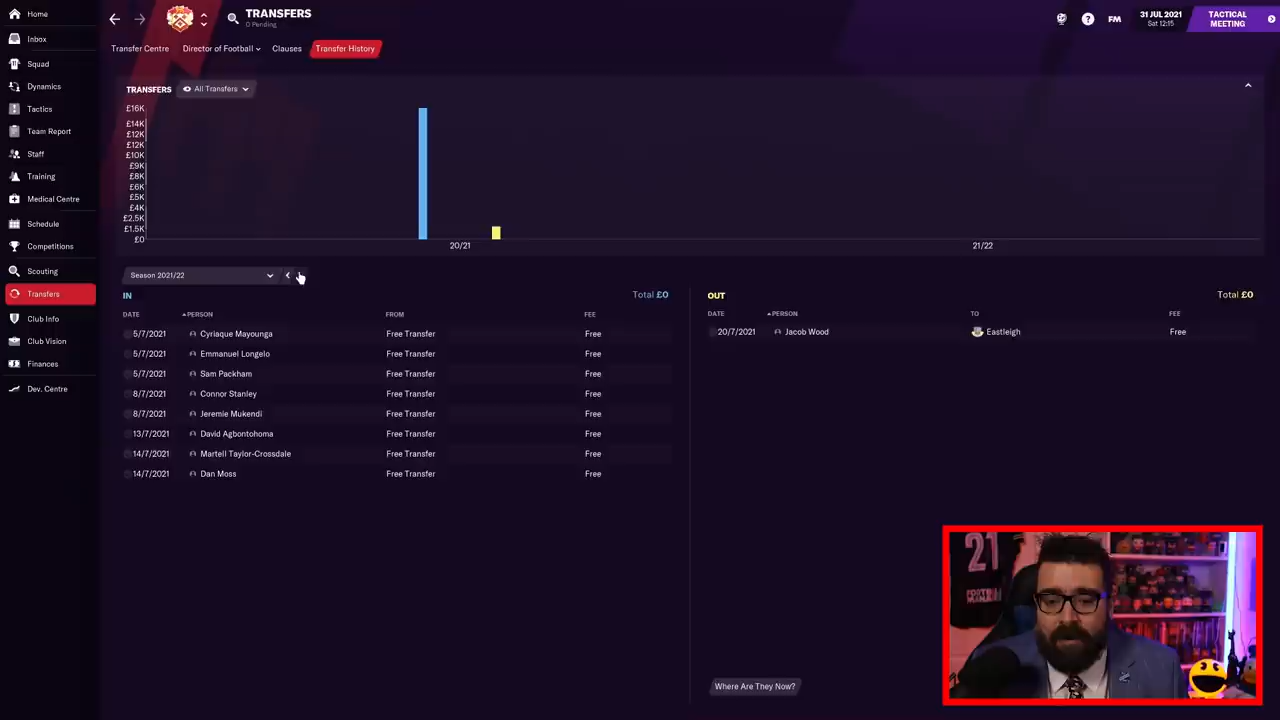 Home
Inbox
Squad
Dynamics
Tactics
Team Report
Staff
Training
Medical Centre
Schedule
Competitions
Scouting
Transfers
Club Info
Club Vision
Finances
Dev. Centre
TRANSFERS
0 Pending
FM
31 JUL 2021
Sat 12:15
TACTICAL
MEETING
Transfer Centre Director of Football Clauses Transfer History
TRANSFERS All Transfers
£16K
£14K
£12K
£12K
£10K
£9K
£8K
£6K
£5K
£4K
£2.5K
£1.5K
£0
20/21 21/22
Season 2021/22
IN Total £0
DATE PERSON FROM FEE
5/7/2021 Cyriaque Mayounga Free Transfer Free
5/7/2021 Emmanuel Longelo Free Transfer Free
5/7/2021 Sam Packham Free Transfer Free
8/7/2021 Connor Stanley Free Transfer Free
8/7/2021 Jeremie Mukendi Free Transfer Free
13/7/2021 David Agbontohoma Free Transfer Free
14/7/2021 Martell Taylor-Crossdale Free Transfer Free
14/7/2021 Dan Moss Free Transfer Free
OUT Total £0
DATE PERSON TO FEE
20/7/2021 Jacob Wood Eastleigh Free
Where Are They Now?
21